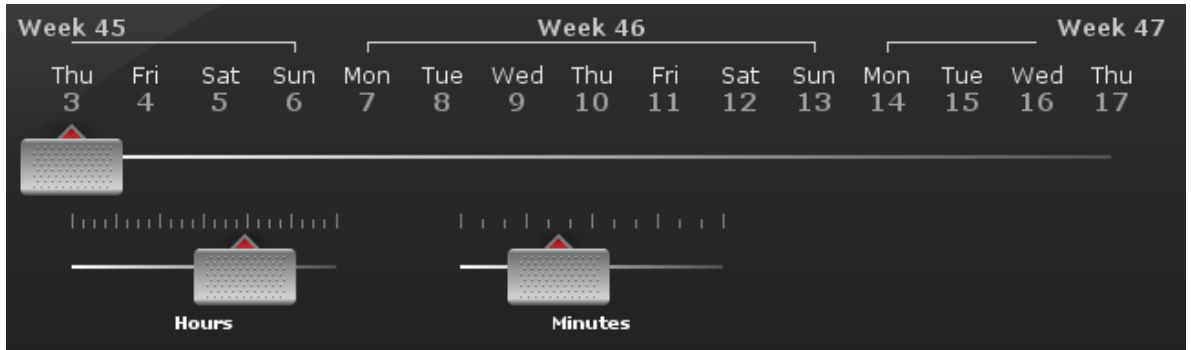 Week 45 Week 46 Week 47
Thu Fri Sat Sun Mon Tue Wed Thu Fri Sat Sun Mon Tue Wed Thu
3 4 5 6 7 8 9 10 11 12 13 14 15 16 17
Hours Minutes